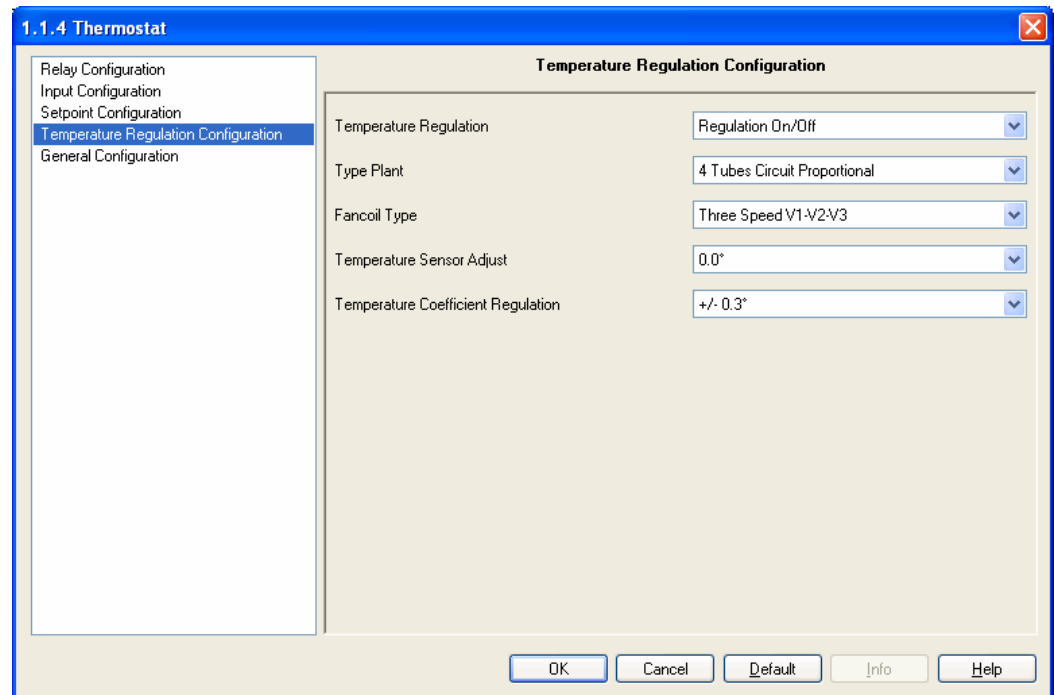 1.1.4 Thermostat
Relay Configuration
Input Configuration
Setpoint Configuration
Temperature Regulation Configuration
General Configuration
Temperature Regulation Configuration
Temperature Regulation Regulation On/Off
Type Plant 4 Tubes Circuit Proportional
Fancoil Type Three Speed V1-V2-V3
Temperature Sensor Adjust 0.0°
Temperature Coefficient Regulation +/- 0.3°
OK Cancel Default Info Help